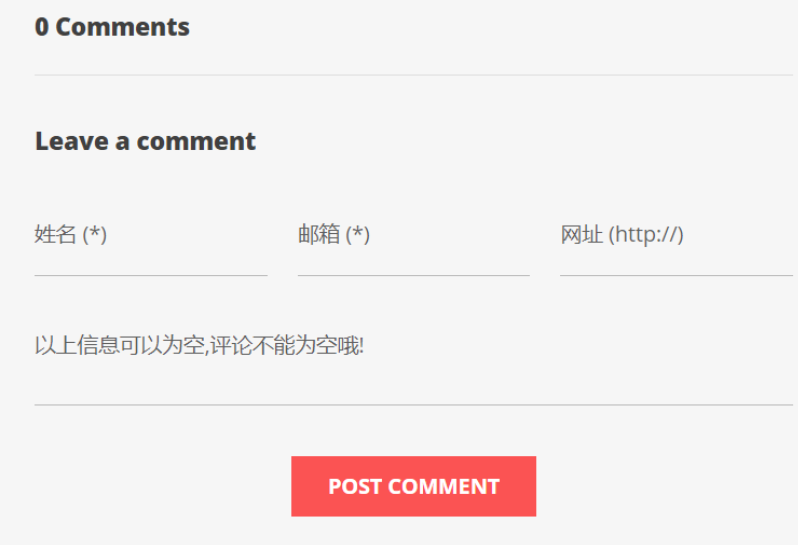 0 Comments
Leave a comment
姓名 (*) 邮箱 (*) 网址 (http://)
以上信息可以为空,评论不能为空哦!
POST COMMENT